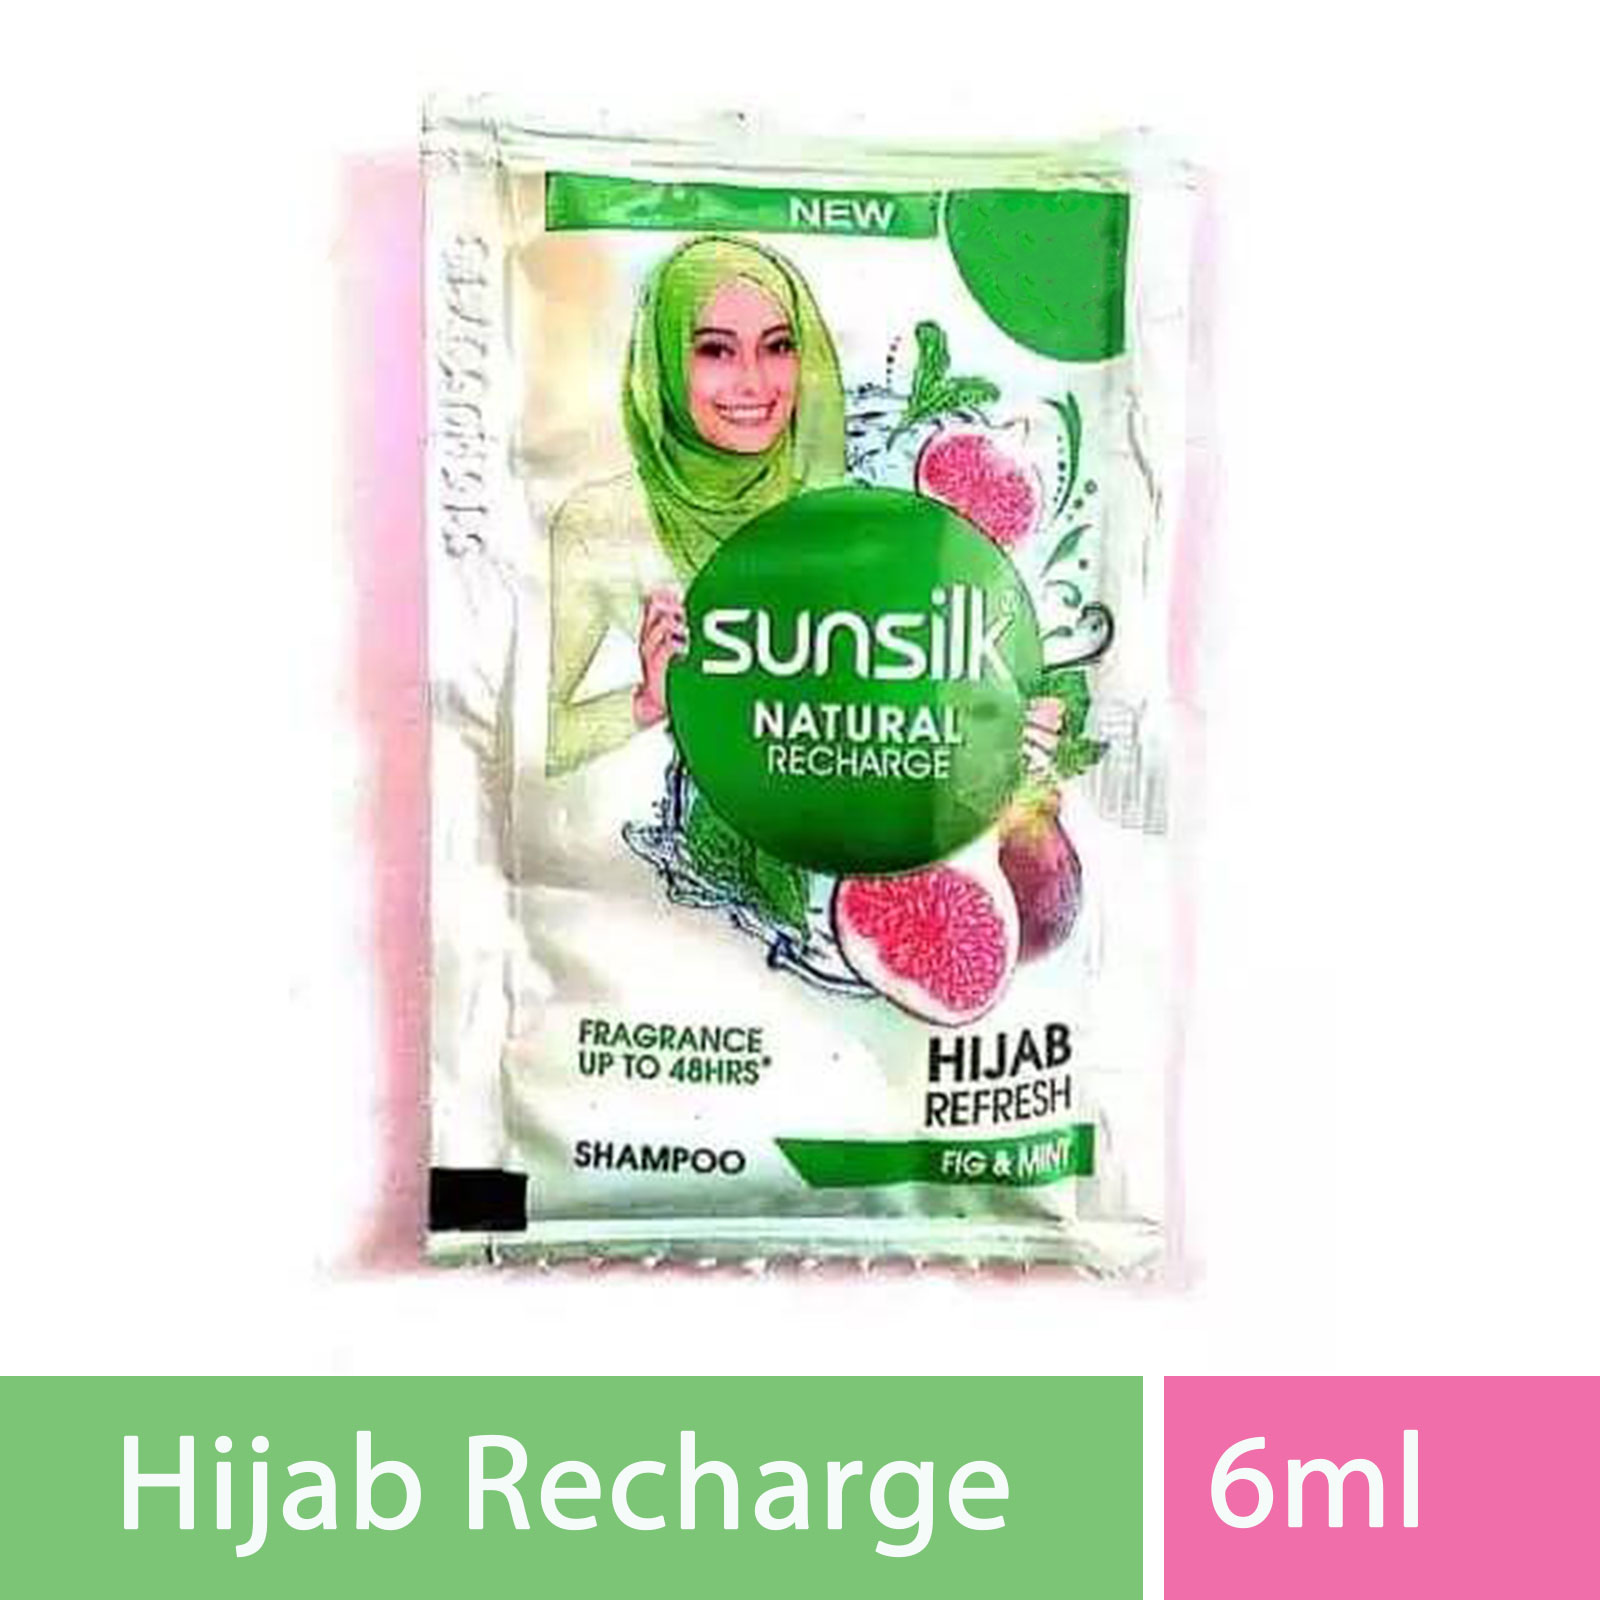 NEW
sunsilk®
NATURAL
RECHARGE
FRAGRANCE
UP TO 48HRS*
HIJAB
REFRESH
SHAMPOO
FIG & MINT
Hijab Recharge
6ml